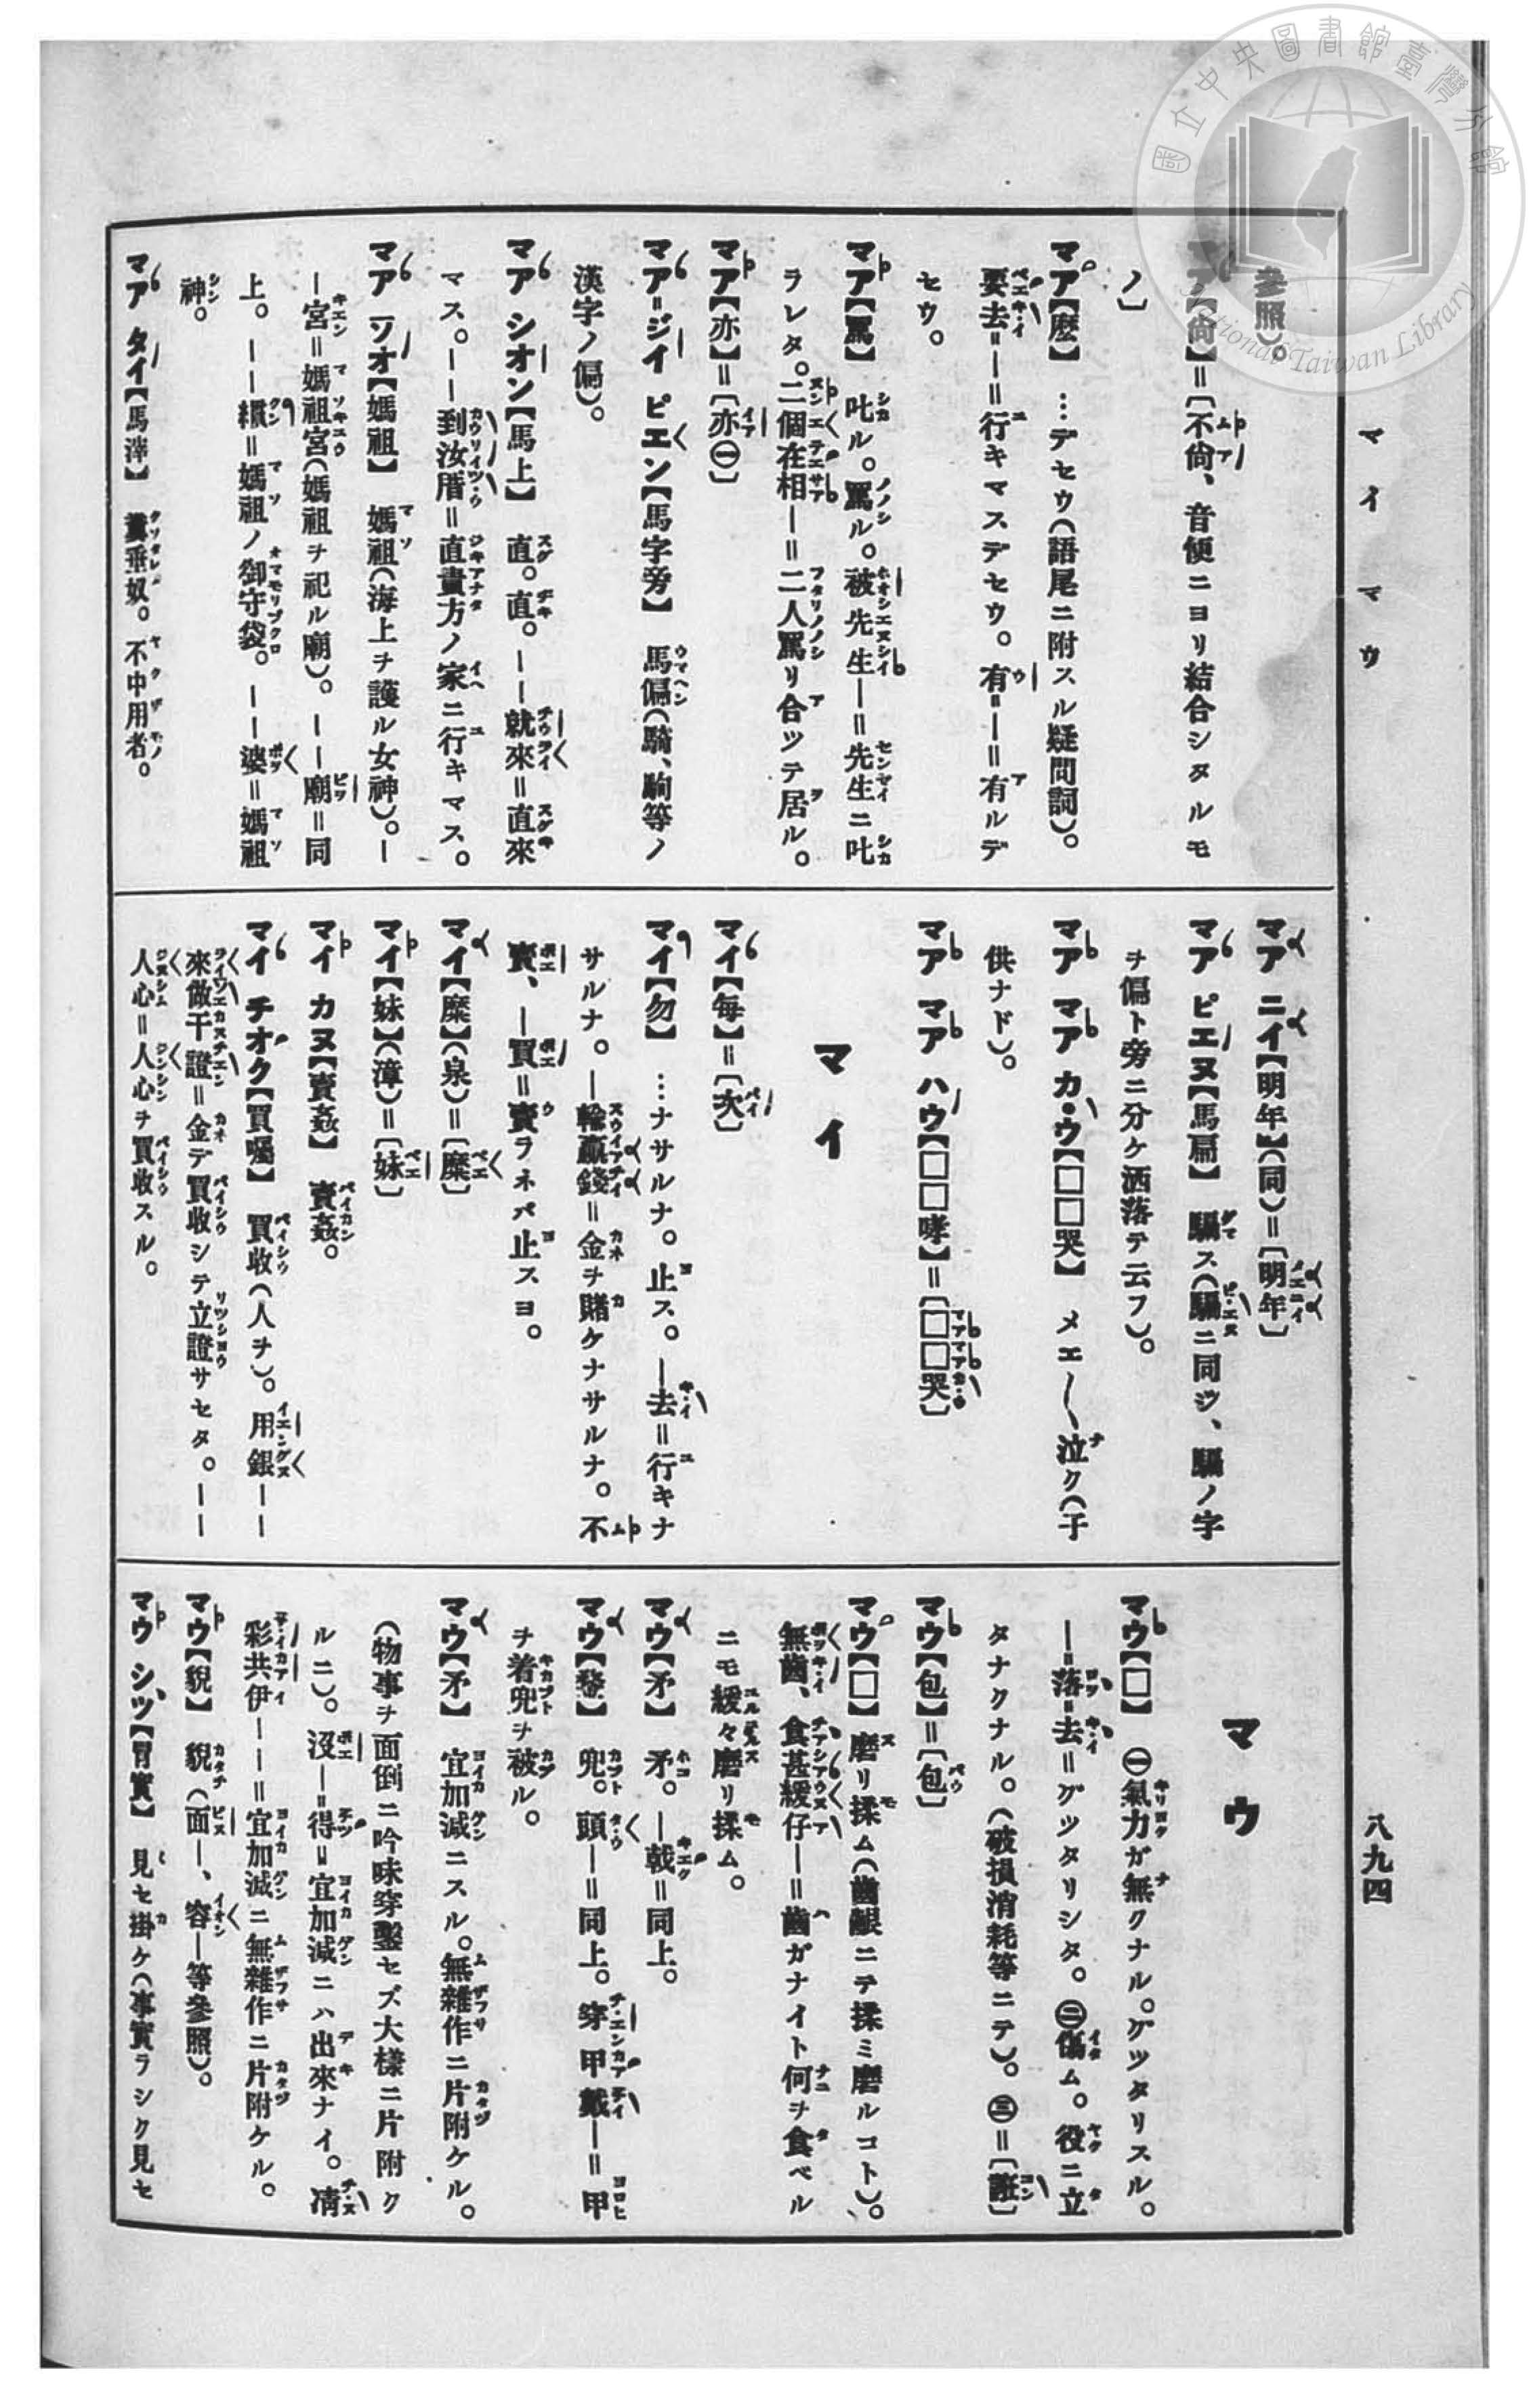 國立中央圖書館臺灣分館
National Taiwan Library
マイ マウ
八九四
參照)。
マア【尙】=〔不尙、音便ニヨリ結合シタルモ
ノ〕
マア【麽】 …デセウ(語尾ニ附スル疑問詞)。
要去=―=行キマスデセウ。有=―=有ルデ
セウ。
マア【罵】 叱ル。罵ル。被先生―=先生ニ叱
ラレタ。二個在相―=二人罵リ合ツテ居ル。
マア【亦】=〔亦㊀〕
マア=ジイ ピエン【馬字旁】 馬偏(騎、駒等ノ
漢字ノ偏)。
マア シオン【馬上】 直。直。――就來=直來
マス。――到汝厝=直貴方ノ家ニ行キマス。
マア ソオ【媽祖】 媽祖(海上ヲ護ル女神)。―
―宮=媽祖宮(媽祖ヲ祀ル廟)。――廟=同
上。――=媽祖ノ御守袋。――婆=媽祖
神。
マア タイ【馬滓】 糞垂奴。不中用者。
マア ニイ【明年】(同)=〔明年〕
マア ピエヌ【馬扁】 騙ス(騙ニ同ジ、騙ノ字
ヲ偏ト旁ニ分ケ洒落テ云フ)。
マア マア カ・ウ【□□哭】 メエ〱泣ク(子
供ナド)。
マア マア ハウ【□□哮】=〔□□哭〕
マイ
マイ【每】=〔次〕
マイ【勿】 …ナサルナ。止ス。―去=行キナ
サルナ。―輸贏錢=金ヲ賭ケナサルナ。不
賣、―買=賣ラネバ止スヨ。
マイ【糜】(泉)=〔糜〕
マイ【妹】(漳)=〔妹〕
マイ カヌ【賣姦】 賣姦。
マイ チオク【買囑】 買收(人ヲ)。用銀――
來做干證=金デ買收シテ立證サセタ。――
人心=人心ヲ買收スル。
マウ
マウ【□】 ㊀氣力ガ無クナル。グツタリスル。
―=落=去=グツタリシタ。㊁傷ム。役ニ立
タナクナル。(破損消耗等ニテ)。㊂=〔〕
マウ【包】=〔包〕
マウ【□】 磨リ揉ム(齒齦ニテ揉ミ磨ルコト)。
無齒、食甚緩仔―=齒ガナイト何ヲ食ベル
ニモ緩々磨リ揉ム。
マウ【矛】 矛。―戟=同上。
マウ【鍪】 兜。頭―=同上。穿甲戴―=甲
ヲ着兜ヲ被ル。
マウ【矛】 宜加減ニスル。無雜作ニ片附ケル。
(物事ヲ面倒ニ吟味穿鑿セズ大樣ニ片附ク
ルニ)。沒―=得=宜加減ニハ出來ナイ。凊
彩共伊――=宜加減ニ無雜作ニ片附ケル。
マウ【貌】 貌(面―、容―等參照)。
マウ シツ【冒實】 見セ掛ケ(事實ラシク見セ